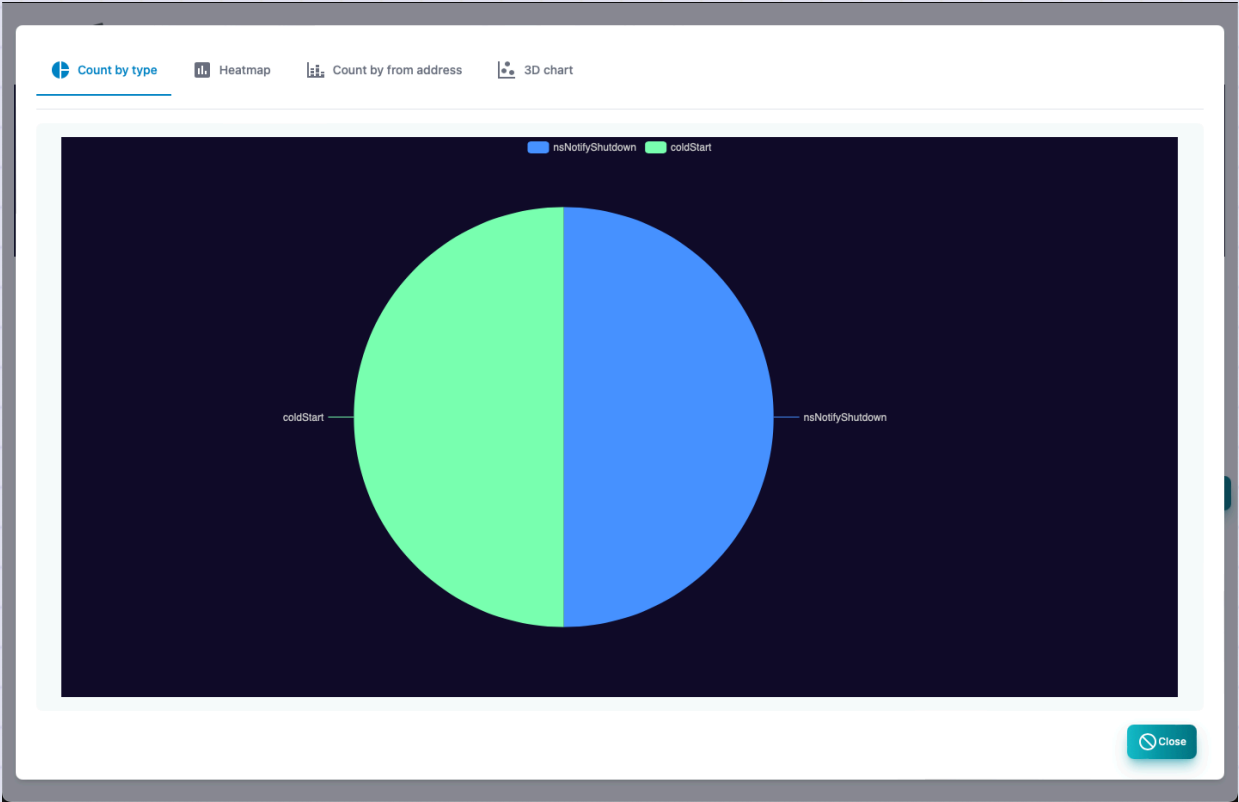 Count by type Heatmap Count by from address 3D chart
nsNotifyShutdown coldStart
coldStart nsNotifyShutdown
Close